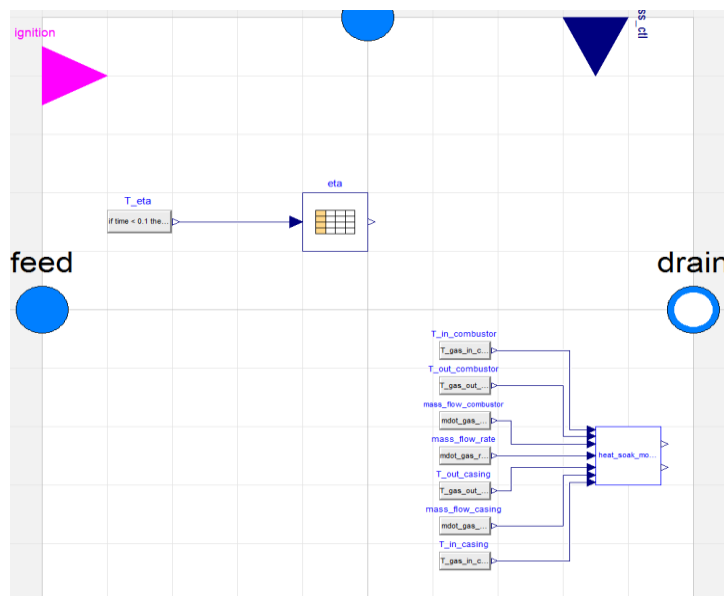 ignition
ss_ctl
eta
T_eta
if time < 0.1 the...
feed
drain
T_in_combustor
T_gas_in_c...
T_out_combustor
T_gas_out_...
mass_flow_combustor
mdot_gas_...
mass_flow_rate
mdot_gas_r...
heat_soak_mo...
T_out_casing
T_gas_out_...
mass_flow_casing
mdot_gas_...
T_in_casing
T_gas_in_c...